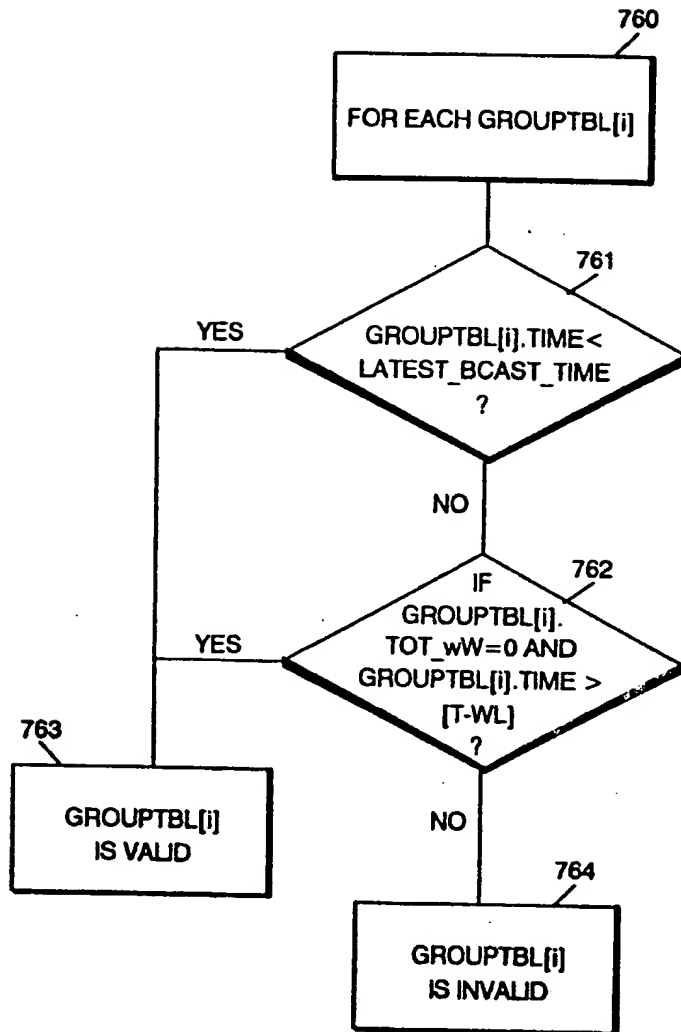 760
FOR EACH GROUPTBL[i]
761
YES
GROUPTBL[i].TIME<
LATEST_BCAST_TIME
?
NO
762
IF
GROUPTBL[i].
TOT_wW=0 AND
GROUPTBL[i].TIME >
[T-WL]
?
YES
763
GROUPTBL[i]
IS VALID
NO
764
GROUPTBL[i]
IS INVALID